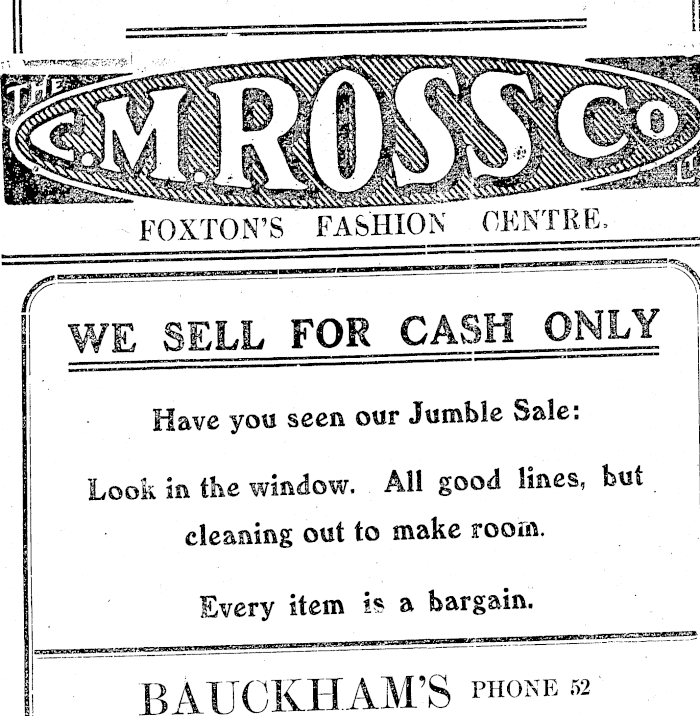 THE
C.M. ROSS Co
L
FOXTON'S FASHION CENTRE.
WE SELL FOR CASH ONLY
Have you seen our Jumble Sale:
Look in the window. All good lines, but
cleaning out to make room.
Every item is a bargain.
BAUCKHAM'S PHONE 52